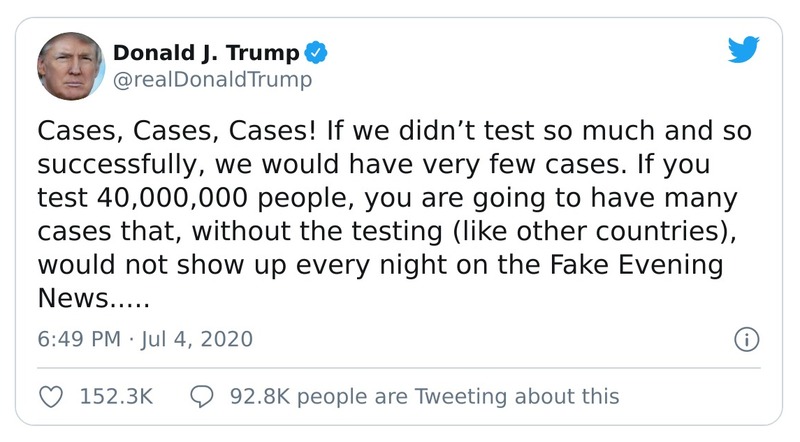 Donald J. Trump
@realDonaldTrump
Cases, Cases, Cases! If we didn’t test so much and so
successfully, we would have very few cases. If you
test 40,000,000 people, you are going to have many
cases that, without the testing (like other countries),
would not show up every night on the Fake Evening
News.....
6:49 PM · Jul 4, 2020
152.3K 92.8K people are Tweeting about this